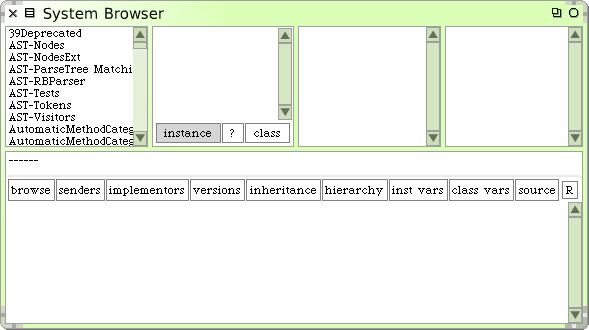 System Browser
39Deprecated
AST-Nodes
AST-NodesExt
AST-ParseTree Matchi
AST-RBParser
AST-Tests
AST-Tokens
AST-Visitors
AutomaticMethodCateg
AutomaticMethodCateg
instance ? class
------
browse senders implementors versions inheritance hierarchy inst vars class vars source R